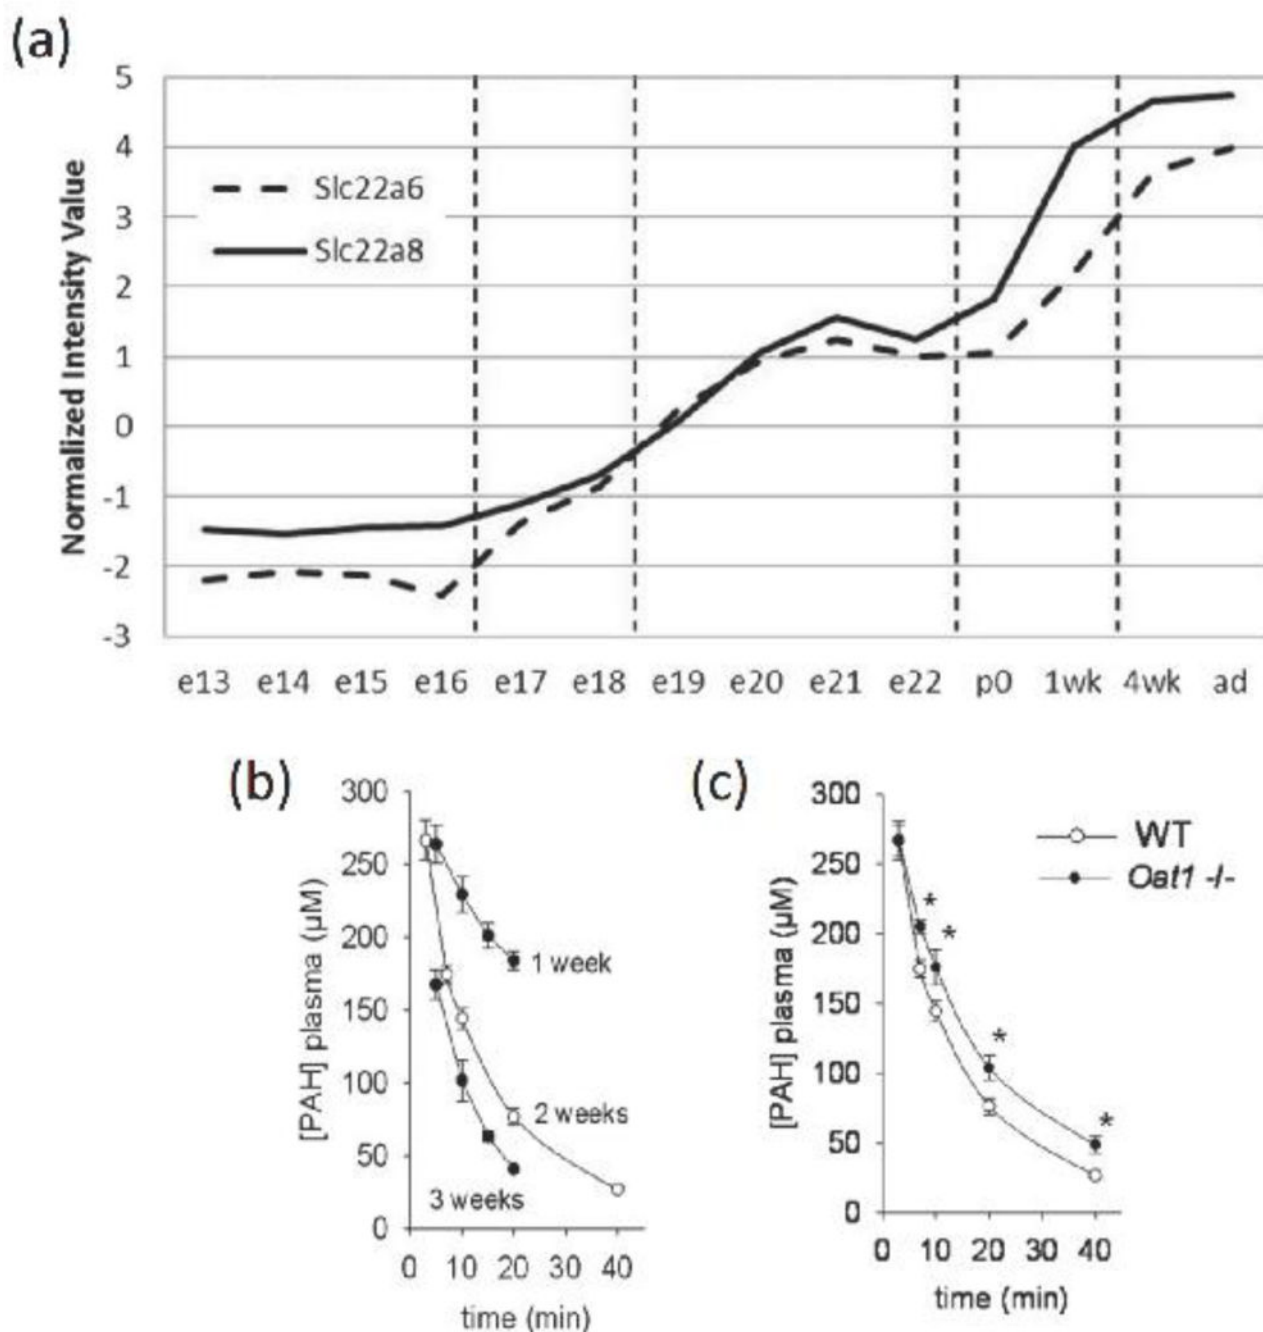 (a)
5
4
3
2
1
0
-1
-2
-3
Normalized Intensity Value
Slc22a6
Slc22a8
e13 e14 e15 e16 e17 e18 e19 e20 e21 e22 p0 1wk 4wk ad
(b)
300
250
200
150
100
50
0
[PAH] plasma (µM)
1 week
2 weeks
3 weeks
0 10 20 30 40
time (min)
(c)
300
250
200
150
100
50
0
[PAH] plasma (µM)
WT
Oat1 -/-
*
*
*
*
0 10 20 30 40
time (min)